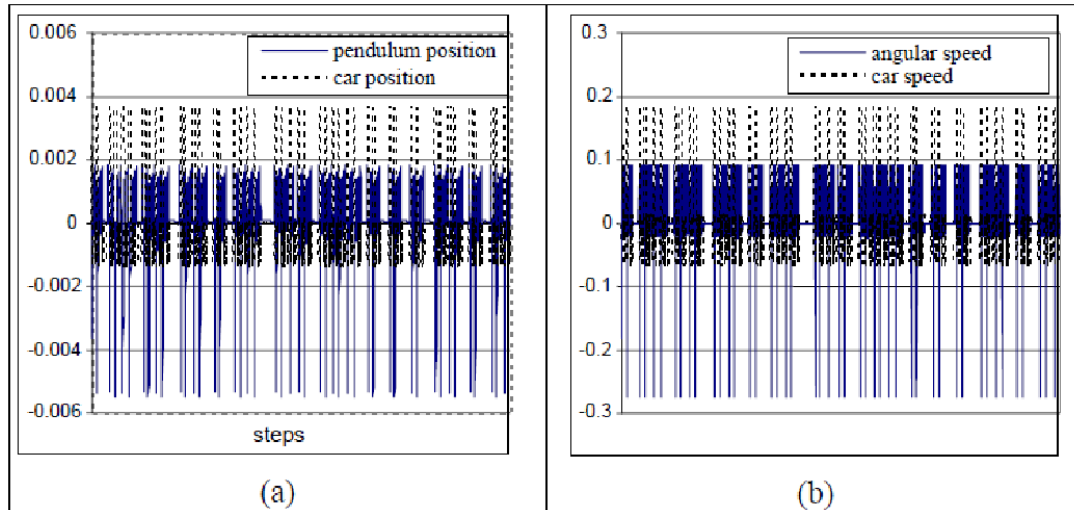 0.006
pendulum position
car position
0.004
0.002
0
-0.002
-0.004
-0.006
steps
(a)
0.3
angular speed
car speed
0.2
0.1
0
-0.1
-0.2
-0.3
(b)